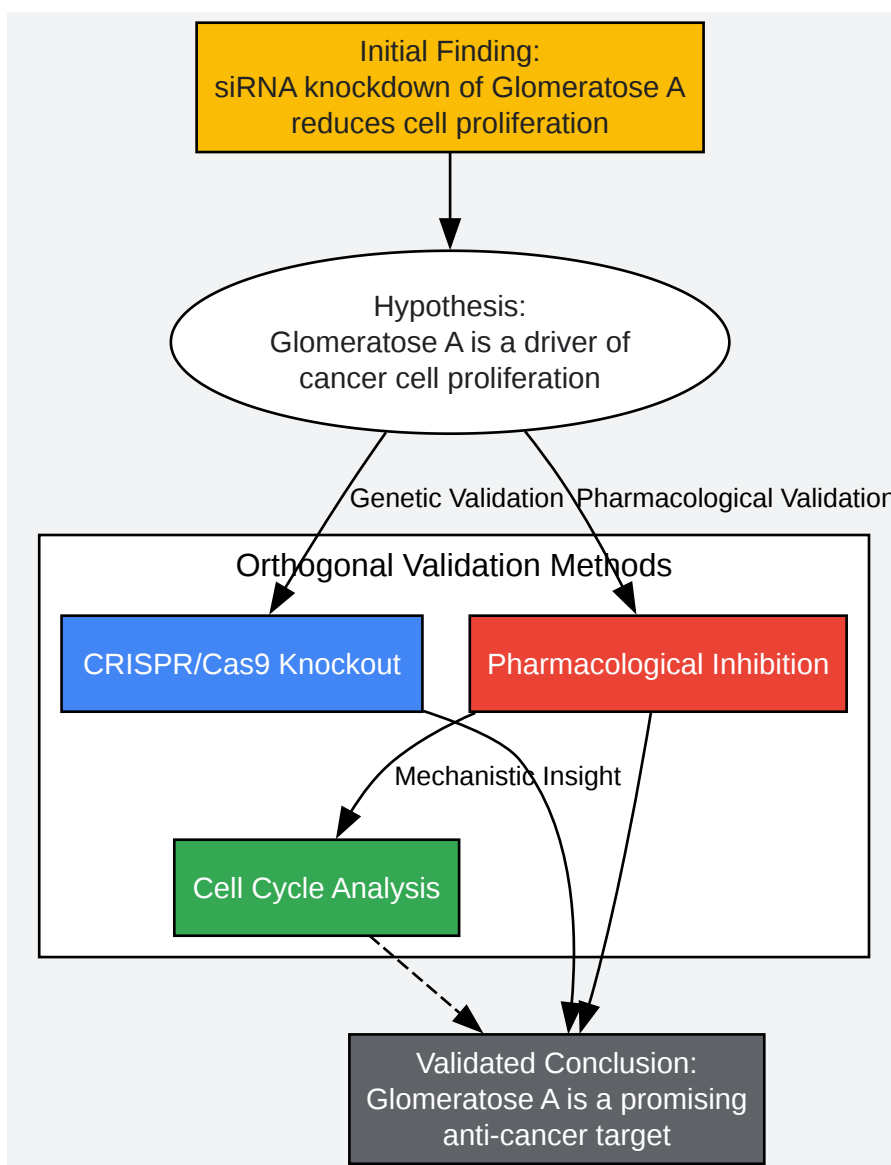 Initial Finding:
siRNA knockdown of Glomeratose A
reduces cell proliferation
Hypothesis:
Glomeratose A is a driver of
cancer cell proliferation
Genetic Validation
Pharmacological Validation
Orthogonal Validation Methods
CRISPR/Cas9 Knockout
Pharmacological Inhibition
Mechanistic Insight
Cell Cycle Analysis
Validated Conclusion:
Glomeratose A is a promising
anti-cancer target